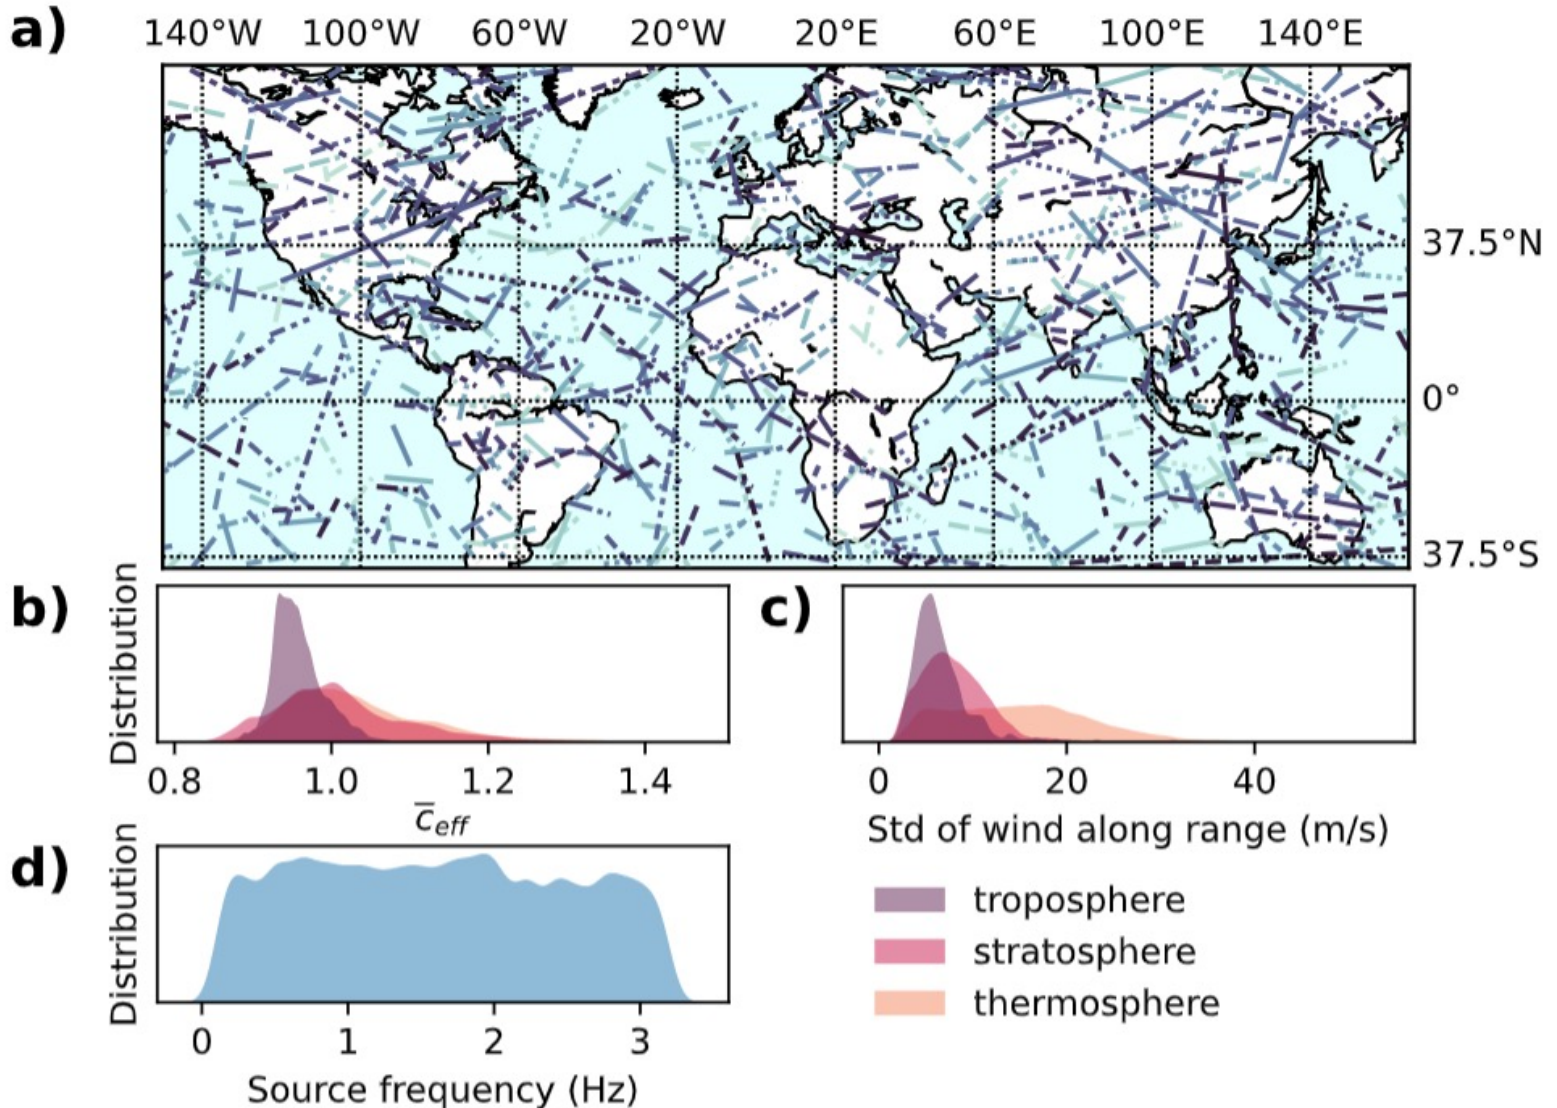 a)
140°W 100°W 60°W 20°W 20°E 60°E 100°E 140°E
37.5°N
0°
37.5°S
b)
Distribution
0.8 1.0 1.2 1.4
c̅eff
c)
0 20 40
Std of wind along range (m/s)
d)
Distribution
0 1 2 3
Source frequency (Hz)
troposphere
stratosphere
thermosphere